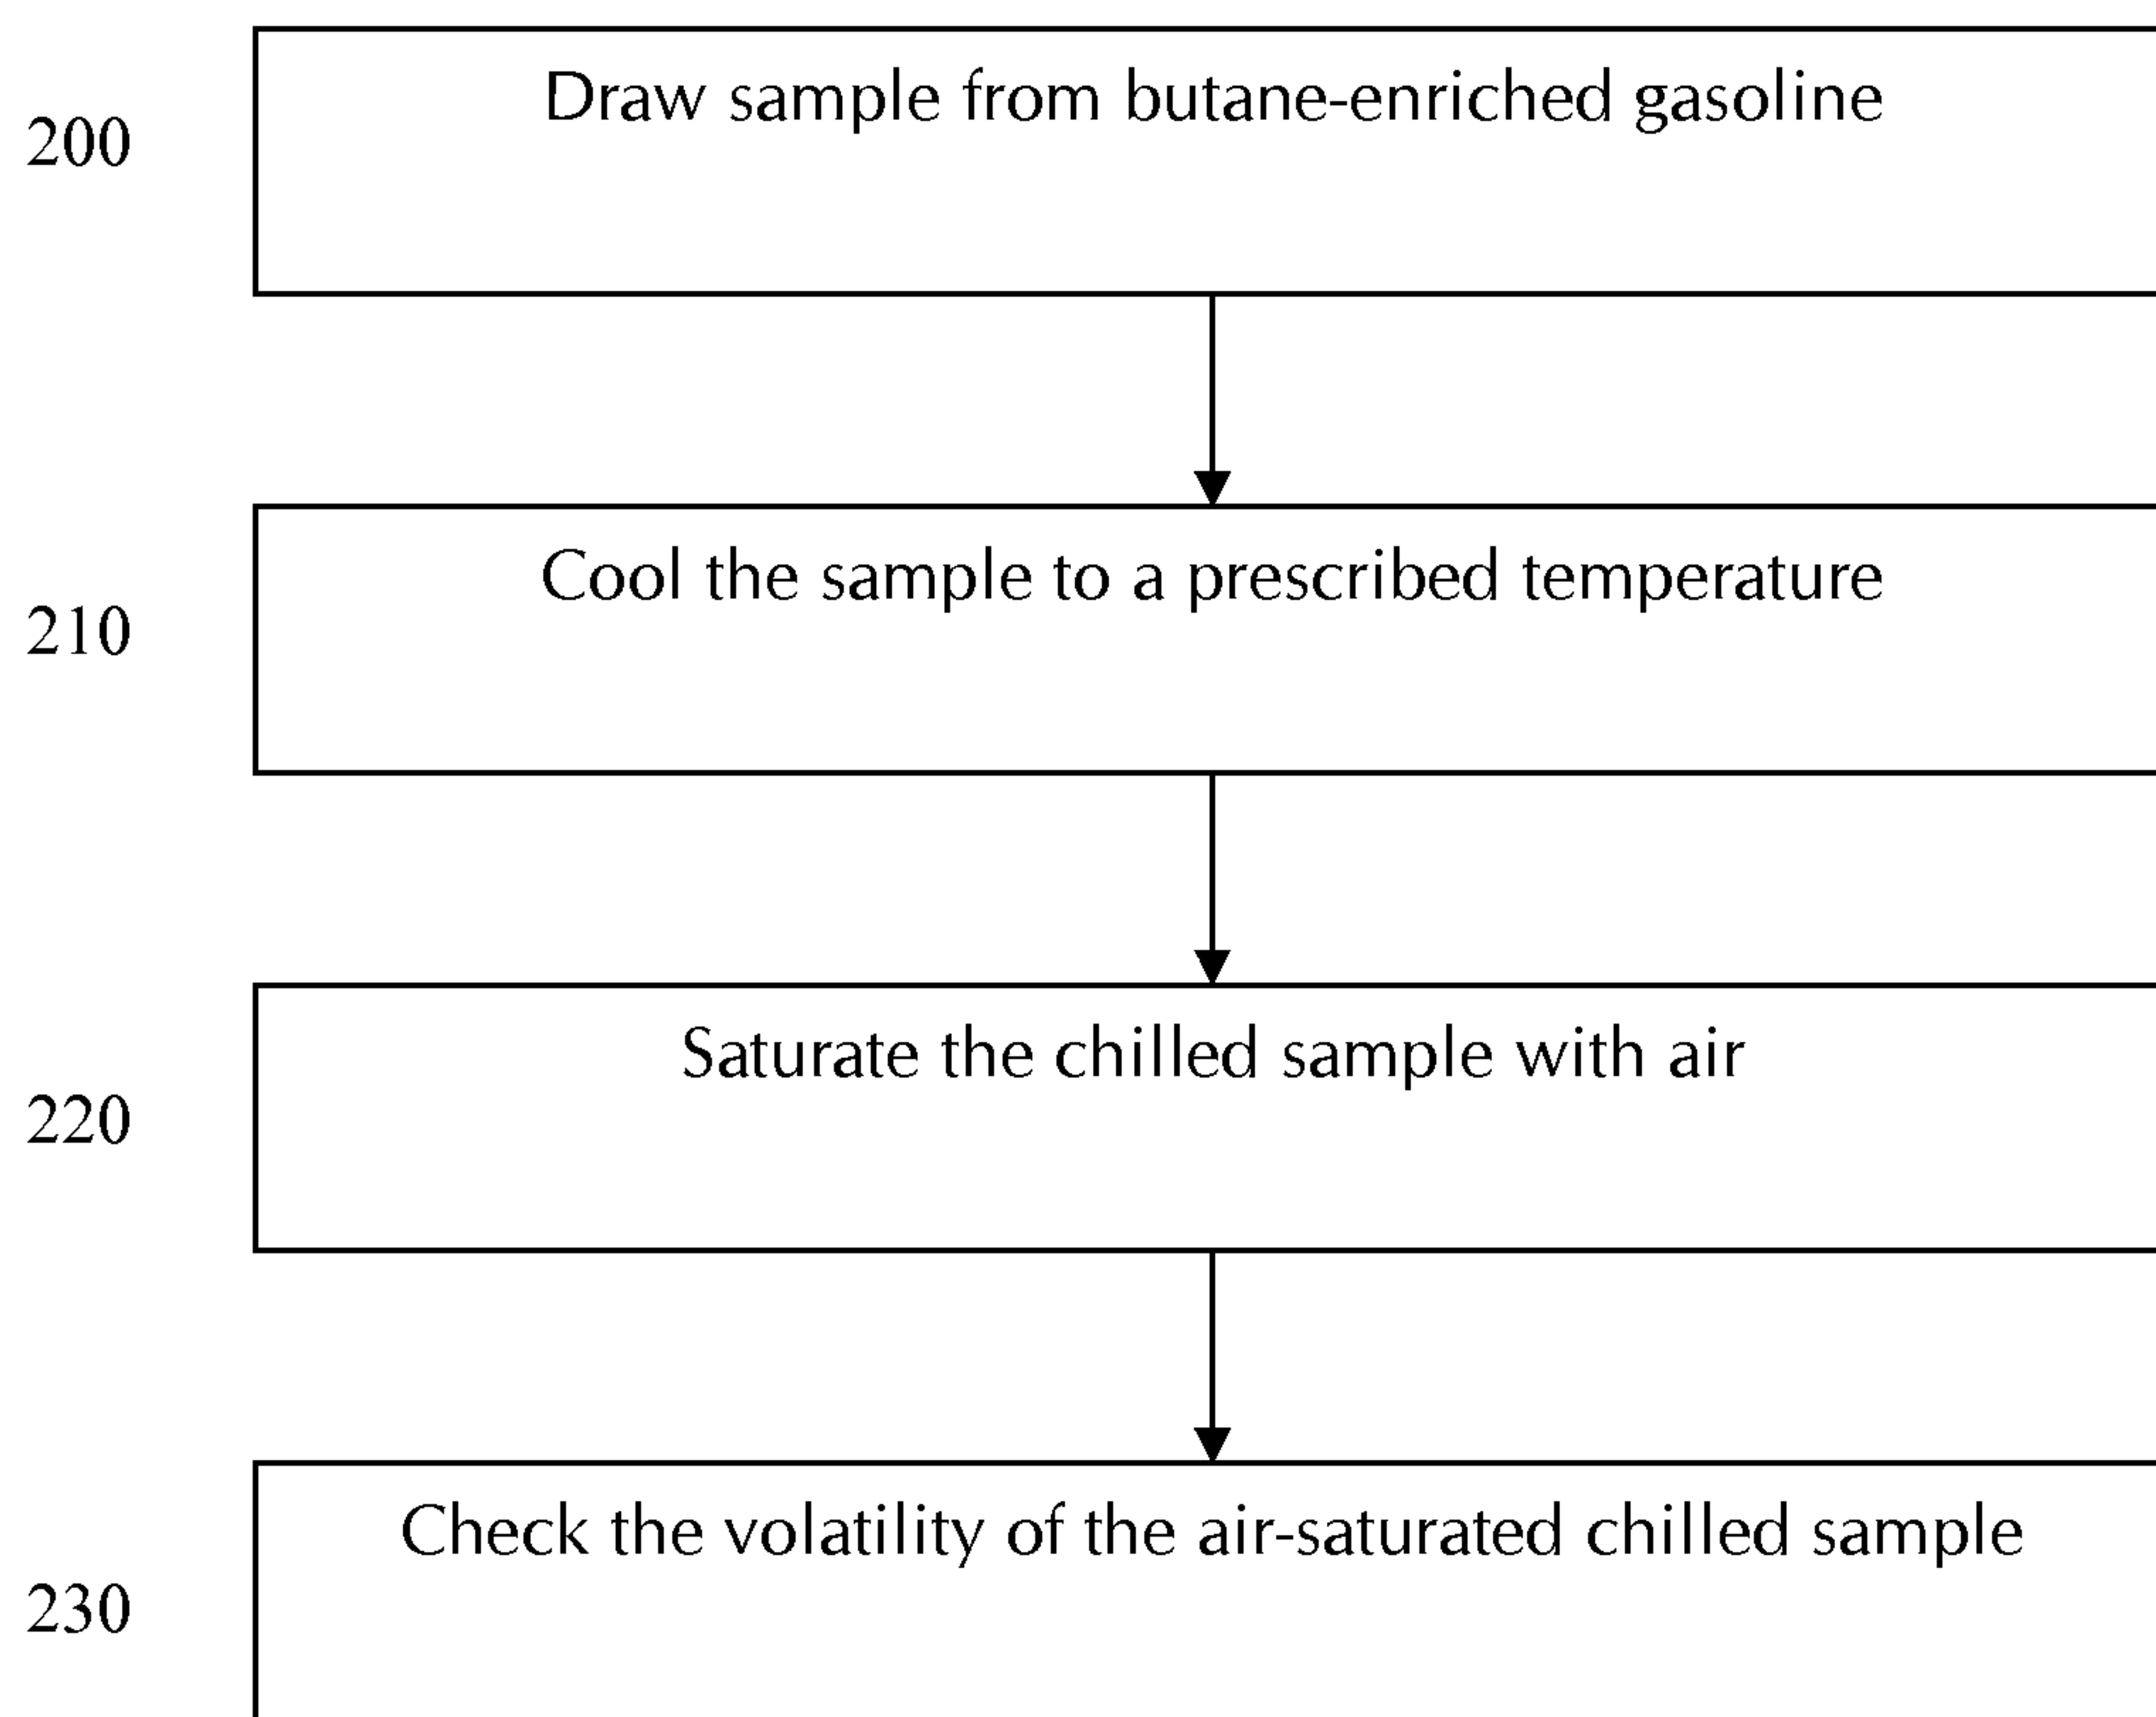 Draw sample from butane-enriched gasoline
200
Cool the sample to a prescribed temperature
210
Saturate the chilled sample with air
220
Check the volatility of the air-saturated chilled sample
230